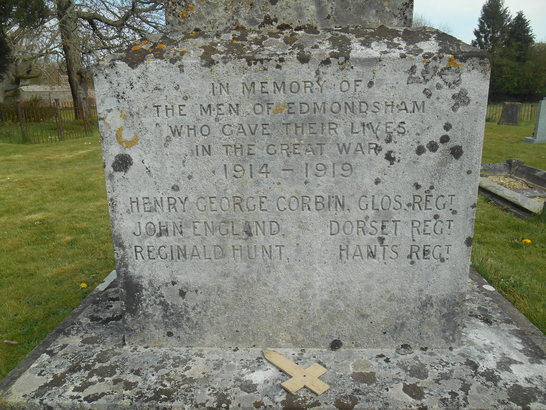 IN MEMORY OF
THE MEN OF EDMONDSHAM
WHO GAVE THEIR LIVES
IN THE GREAT WAR
1914 - 1919
HENRY GEORGE CORBIN, GLOS. REGT
JOHN ENGLAND, DORSET REGT
REGINALD HUNT, HANTS REGT